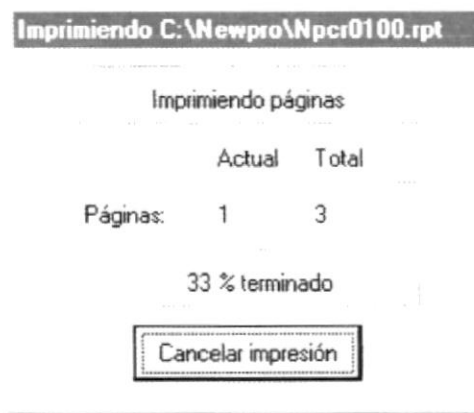 Imprimiendo C:\Newpro\Npcr0100.rpt
Imprimiendo páginas
Actual Total
Páginas: 1 3
33 % terminado
Cancelar impresión